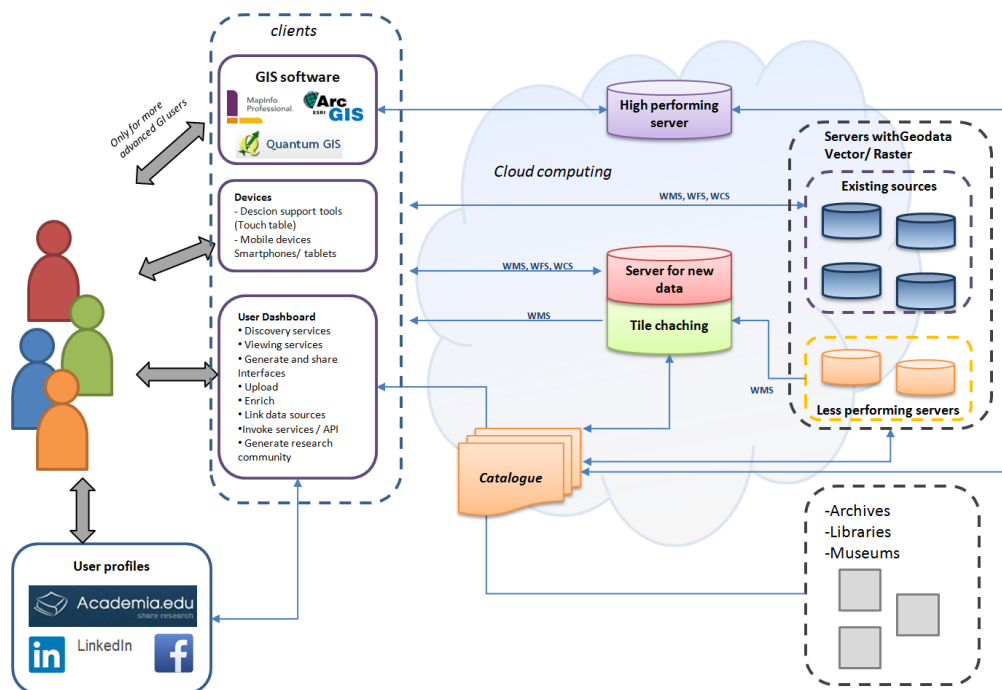 clients
GIS software
MapInfo
Professional
Arc
ESRI GIS
Quantum GIS
Only for more
advanced GI users
Devices
- Descion support tools
(Touch table)
- Mobile devices
Smartphones/ tablets
User Dashboard
• Discovery services
• Viewing services
• Generate and share
Interfaces
• Upload
• Enrich
• Link data sources
•Invoke services / API
• Generate research
community
User profiles
Academia.edu
share research
in
LinkedIn
f
Cloud computing
High performing
server
WMS, WFS, WCS
WMS, WFS, WCS
WMS
Server for new
data
Tile chaching
WMS
Catalogue
Servers withGeodata
Vector/ Raster
Existing sources
Less performing servers
-Archives
-Libraries
-Museums